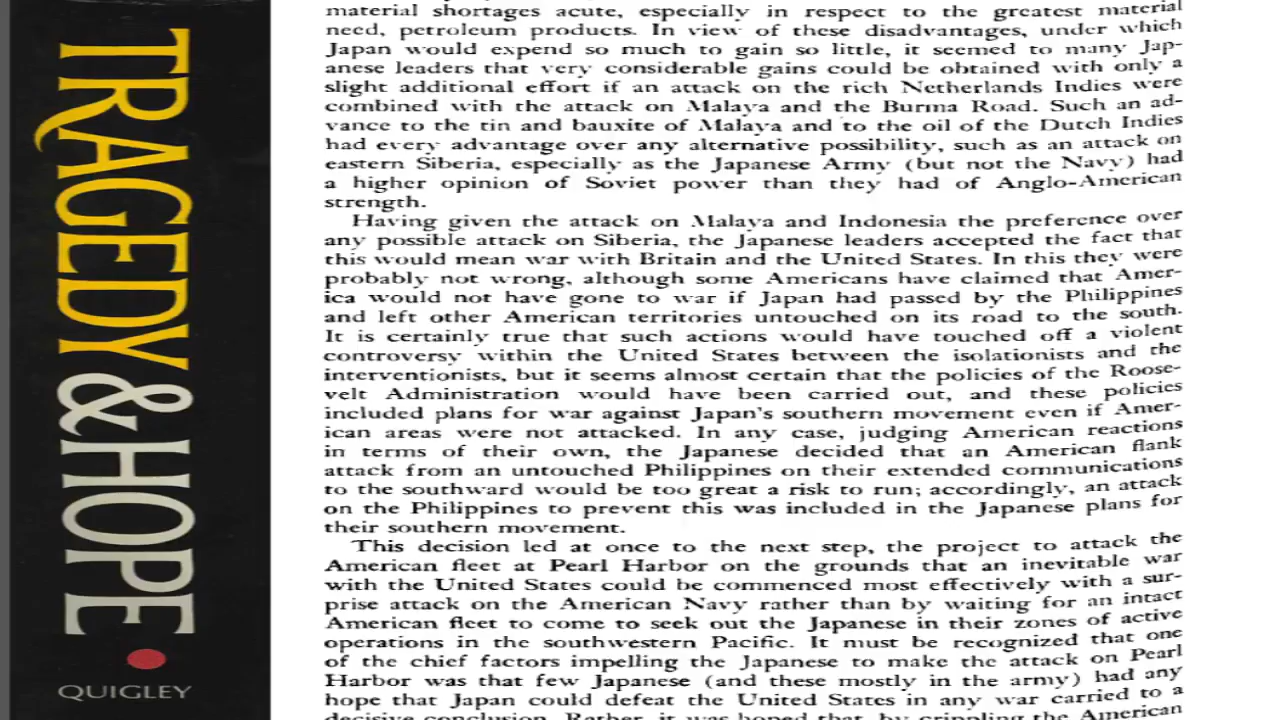 TRAGEDY & HOPE
QUIGLEY
material shortages acute, especially in respect to the greatest material
need, petroleum products. In view of these disadvantages, under which
Japan would expend so much to gain so little, it seemed to many Jap-
anese leaders that very considerable gains could be obtained with only a
slight additional effort if an attack on the rich Netherlands Indies were
combined with the attack on Malaya and the Burma Road. Such an ad-
vance to the tin and bauxite of Malaya and to the oil of the Dutch Indies
had every advantage over any alternative possibility, such as an attack on
eastern Siberia, especially as the Japanese Army (but not the Navy) had
a higher opinion of Soviet power than they had of Anglo-American
strength.
Having given the attack on Malaya and Indonesia the preference over
any possible attack on Siberia, the Japanese leaders accepted the fact that
this would mean war with Britain and the United States. In this they were
probably not wrong, although some Americans have claimed that Amer-
ica would not have gone to war if Japan had passed by the Philippines
and left other American territories untouched on its road to the south.
It is certainly true that such actions would have touched off a violent
controversy within the United States between the isolationists and the
interventionists, but it seems almost certain that the policies of the Roose-
velt Administration would have been carried out, and these policies
included plans for war against Japan's southern movement even if Amer-
ican areas were not attacked. In any case, judging American reactions
in terms of their own, the Japanese decided that an American flank
attack from an untouched Philippines on their extended communications
to the southward would be too great a risk to run; accordingly, an attack
on the Philippines to prevent this was included in the Japanese plans for
their southern movement.
This decision led at once to the next step, the project to attack the
American fleet at Pearl Harbor on the grounds that an inevitable war
with the United States could be commenced most effectively with a sur-
prise attack on the American Navy rather than by waiting for an intact
American fleet to come to seek out the Japanese in their zones of active
operations in the southwestern Pacific. It must be recognized that one
of the chief factors impelling the Japanese to make the attack on Pearl
Harbor was that few Japanese (and these mostly in the army) had any
hope that Japan could defeat the United States in any war carried to a
decisive conclusion. Rather, it was hoped that, by crippling the American